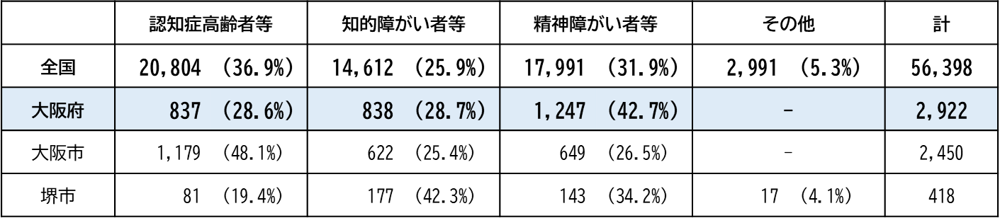 認知症高齢者等 知的障がい者等 精神障がい者等 その他 計
全国 20,804 (36.9%) 14,612 (25.9%) 17,991 (31.9%) 2,991 (5.3%) 56,398
大阪府 837 (28.6%) 838 (28.7%) 1,247 (42.7%) － 2,922
大阪市 1,179 (48.1%) 622 (25.4%) 649 (26.5%) － 2,450
堺市 81 (19.4%) 177 (42.3%) 143 (34.2%) 17 (4.1%) 418